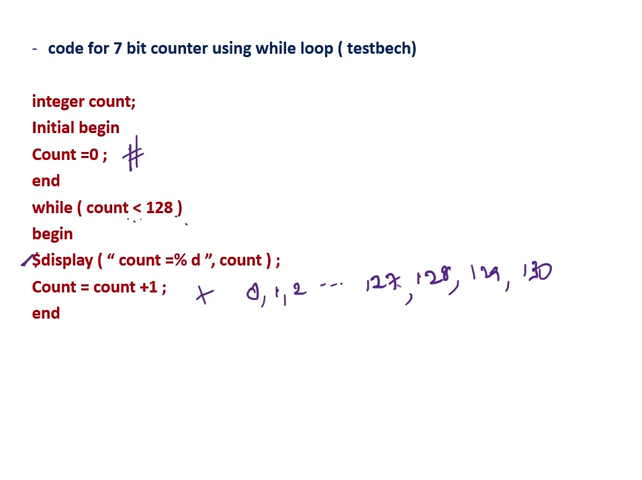 - code for 7 bit counter using while loop ( testbech)
integer count;
Initial begin
Count =0 ; #
end
while ( count < 128 )
begin
$display ( “ count =% d ”, count ) ;
Count = count +1 ; 0, 1, 2 --- 127, 128, 129, 130
end